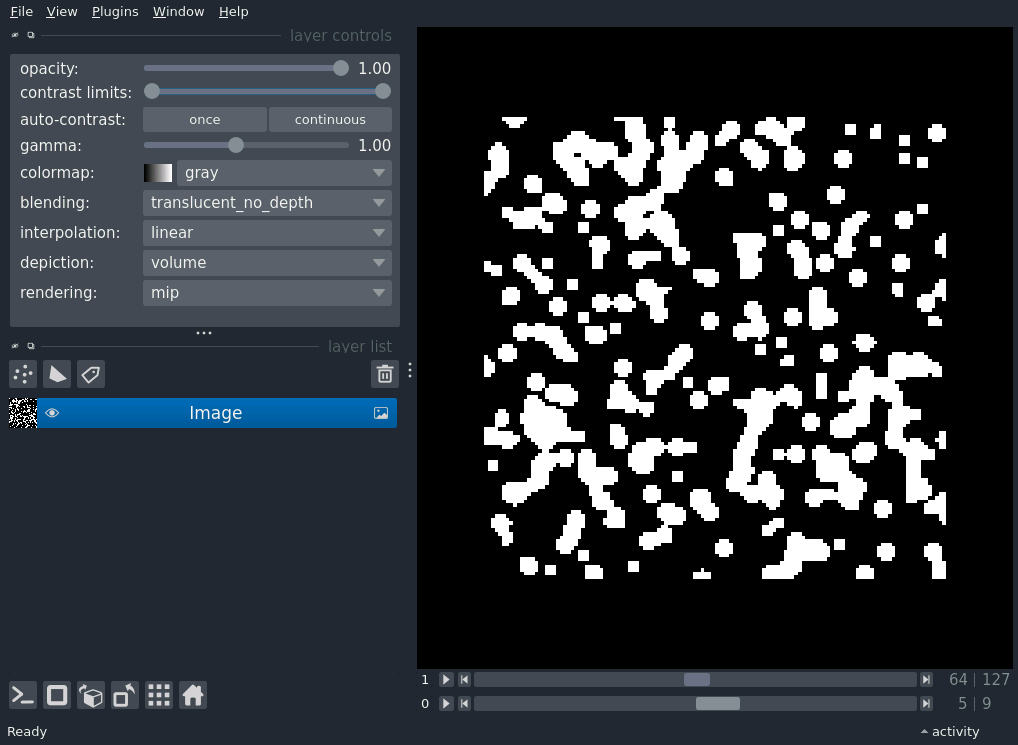 File View Plugins Window Help
layer controls
opacity: 1.00
contrast limits:
auto-contrast: once continuous
gamma: 1.00
colormap: gray
blending: translucent_no_depth
interpolation: linear
depiction: volume
rendering: mip
layer list
Image
1 64 | 127
0 5 | 9
Ready activity